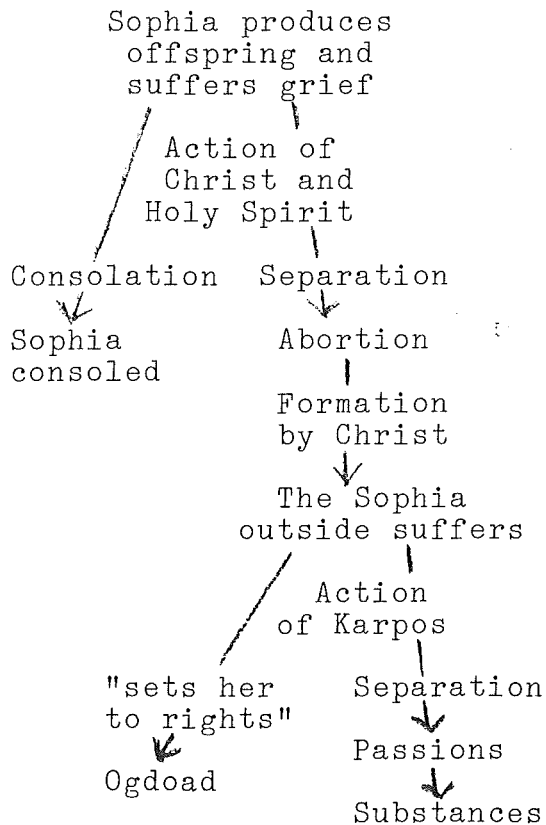 Sophia produces
offspring and
suffers grief
Action of
Christ and
Holy Spirit
Consolation Separation
Sophia Abortion
consoled
Formation
by Christ
The Sophia
outside suffers
Action
of Karpos
"sets her Separation
to rights"
Passions
Ogdoad
Substances